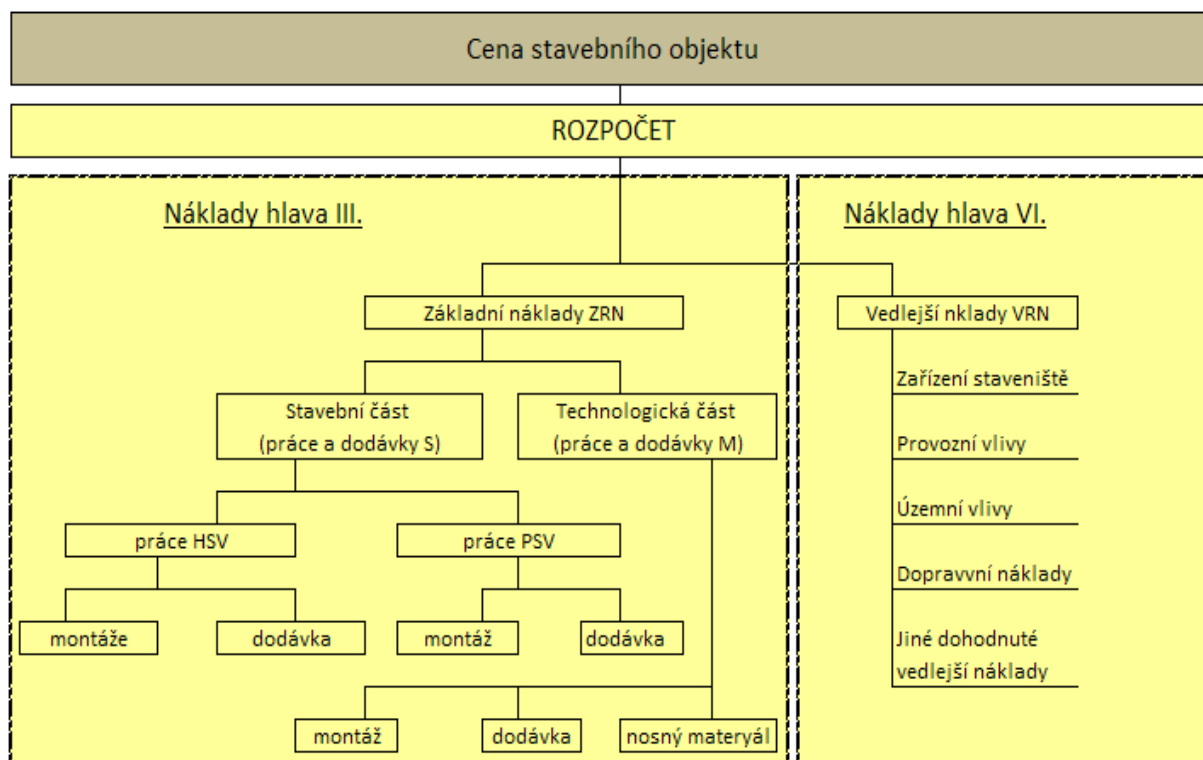 Cena stavebního objektu
ROZPOČET
Náklady hlava III.
Náklady hlava VI.
Základní náklady ZRN
Vedlejší nklady VRN
Stavební část
(práce a dodávky S)
Technologická část
(práce a dodávky M)
práce HSV
práce PSV
montáže
dodávka
montáž
dodávka
montáž
dodávka
nosný materyál
Zařízení staveniště
Provozní vlivy
Územní vlivy
Dopravvní náklady
Jiné dohodnuté
vedlejší náklady